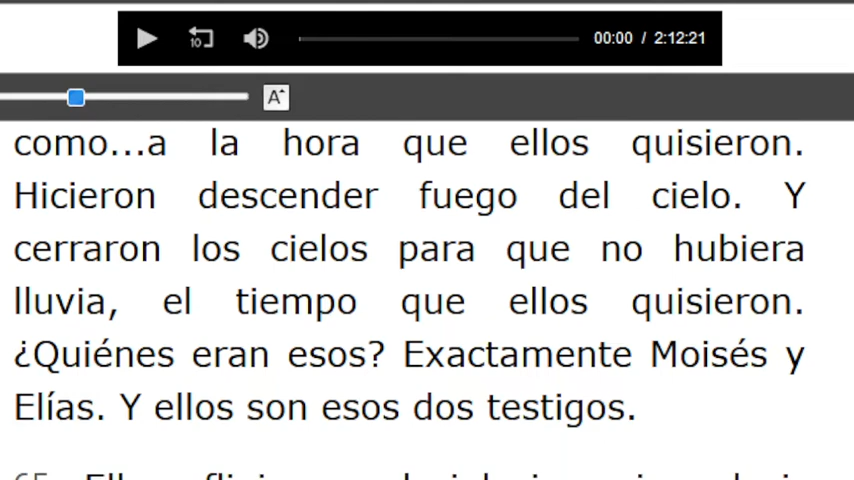 10 00:00 / 2:12:21
A
como...a la hora que ellos quisieron.
Hicieron descender fuego del cielo. Y
cerraron los cielos para que no hubiera
lluvia, el tiempo que ellos quisieron.
¿Quiénes eran esos? Exactamente Moisés y
Elías. Y ellos son esos dos testigos.